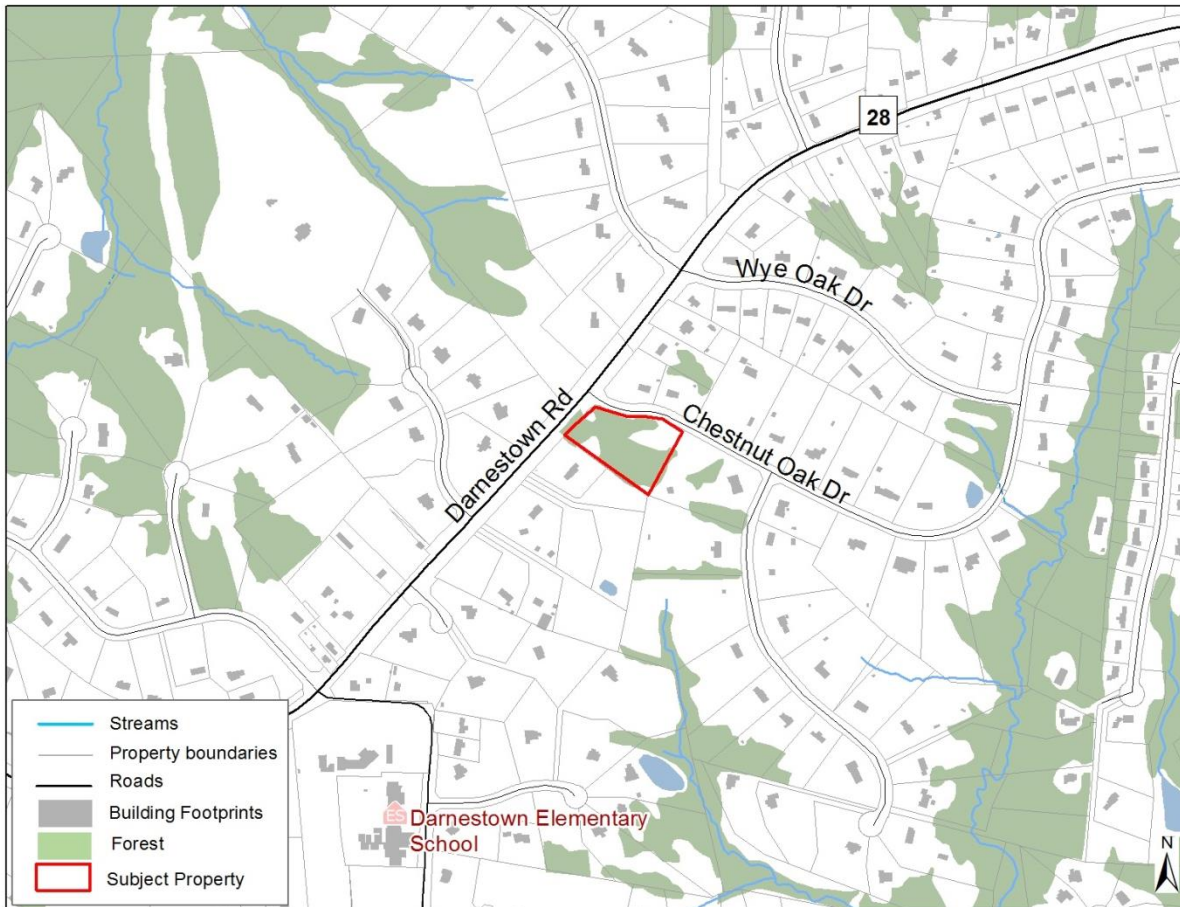 28
Wye Oak Dr
Chestnut Oak Dr
Darnestown Rd
Streams
Property boundaries
Roads
Building Footprints
Forest
Subject Property
ES
Darnestown Elementary
School
N